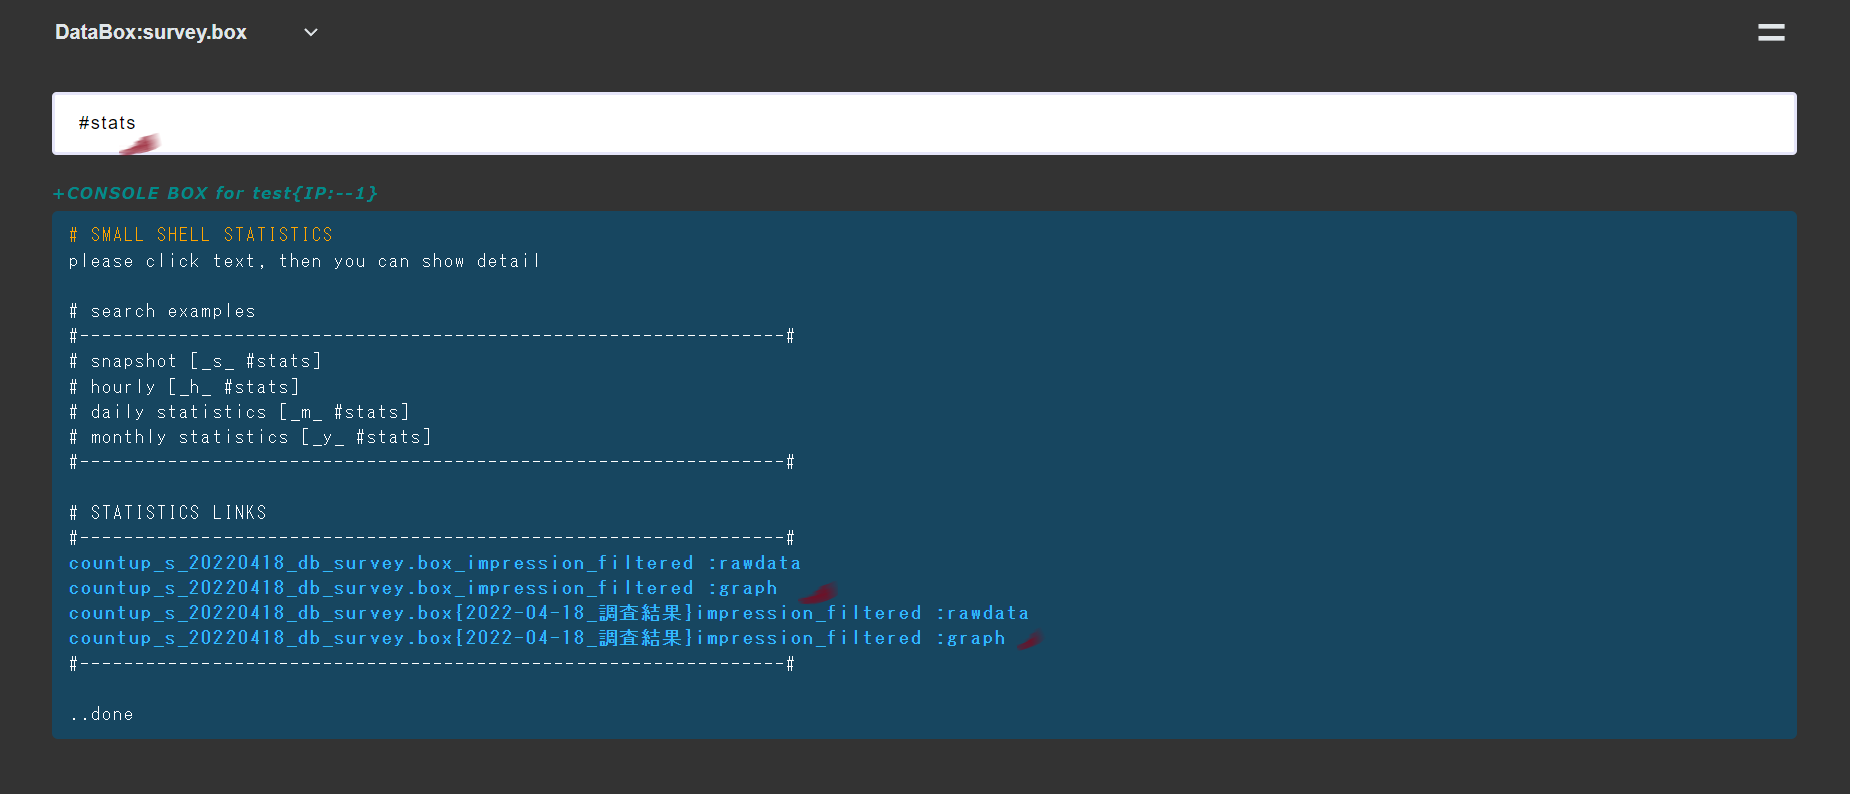 DataBox:survey.box
#stats
+CONSOLE BOX for test{IP:--1}
# SMALL SHELL STATISTICS
please click text, then you can show detail
# search examples
#----------------------------------------------------------------#
# snapshot [_s_ #stats]
# hourly [_h_ #stats]
# daily statistics [_m_ #stats]
# monthly statistics [_y_ #stats]
#----------------------------------------------------------------#
# STATISTICS LINKS
#----------------------------------------------------------------#
countup_s_20220418_db_survey.box_impression_filtered :rawdata
countup_s_20220418_db_survey.box_impression_filtered :graph
countup_s_20220418_db_survey.box{2022-04-18_調査結果}impression_filtered :rawdata
countup_s_20220418_db_survey.box{2022-04-18_調査結果}impression_filtered :graph
#----------------------------------------------------------------#
..done